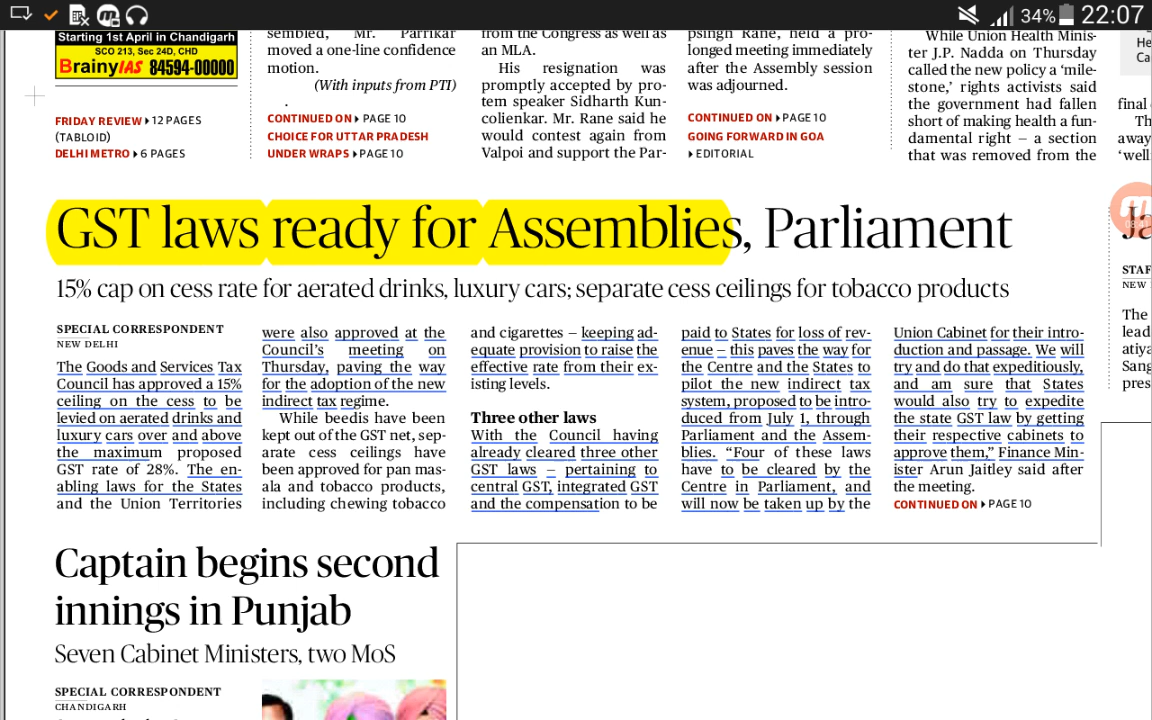 34% 22:07
Starting 1st April in Chandigarh
SCO 213, Sec 24D, CHD
BrainyIAS 84594-00000
FRIDAY REVIEW 12 PAGES
(TABLOID)
DELHI METRO 6 PAGES
sembled, Mr. Parrikar
moved a one-line confidence
motion.
(With inputs from PTI)
.
CONTINUED ON PAGE 10
CHOICE FOR UTTAR PRADESH
UNDER WRAPS PAGE 10
from the Congress as well as
an MLA.
His resignation was
promptly accepted by pro-
tem speaker Sidharth Kun-
colienkar. Mr. Rane said he
would contest again from
Valpoi and support the Par-
psingh Rane, held a pro-
longed meeting immediately
after the Assembly session
was adjourned.
CONTINUED ON PAGE 10
GOING FORWARD IN GOA
EDITORIAL
While Union Health Minis-
ter J.P. Nadda on Thursday
called the new policy a ‘mile-
stone,’ rights activists said
the government had fallen
short of making health a fun-
damental right – a section
that was removed from the
He
Ca
final
Th
away
‘well
GST laws ready for Assemblies, Parliament
15% cap on cess rate for aerated drinks, luxury cars; separate cess ceilings for tobacco products
SPECIAL CORRESPONDENT
NEW DELHI
The Goods and Services Tax
Council has approved a 15%
ceiling on the cess to be
levied on aerated drinks and
luxury cars over and above
the maximum proposed
GST rate of 28%. The en-
abling laws for the States
and the Union Territories
were also approved at the
Council’s meeting on
Thursday, paving the way
for the adoption of the new
indirect tax regime.
While beedis have been
kept out of the GST net, sep-
arate cess ceilings have
been approved for pan mas-
ala and tobacco products,
including chewing tobacco
and cigarettes – keeping ad-
equate provision to raise the
effective rate from their ex-
isting levels.
Three other laws
With the Council having
already cleared three other
GST laws – pertaining to
central GST, integrated GST
and the compensation to be
paid to States for loss of rev-
enue – this paves the way for
the Centre and the States to
pilot the new indirect tax
system, proposed to be intro-
duced from July 1, through
Parliament and the Assem-
blies. “Four of these laws
have to be cleared by the
Centre in Parliament, and
will now be taken up by the
Union Cabinet for their intro-
duction and passage. We will
try and do that expeditiously,
and am sure that States
would also try to expedite
the state GST law by getting
their respective cabinets to
approve them,” Finance Min-
ister Arun Jaitley said after
the meeting.
CONTINUED ON PAGE 10
Ja
STAF
NEW
The
lead
atiya
Sang
pres
Captain begins second
innings in Punjab
Seven Cabinet Ministers, two MoS
SPECIAL CORRESPONDENT
CHANDIGARH